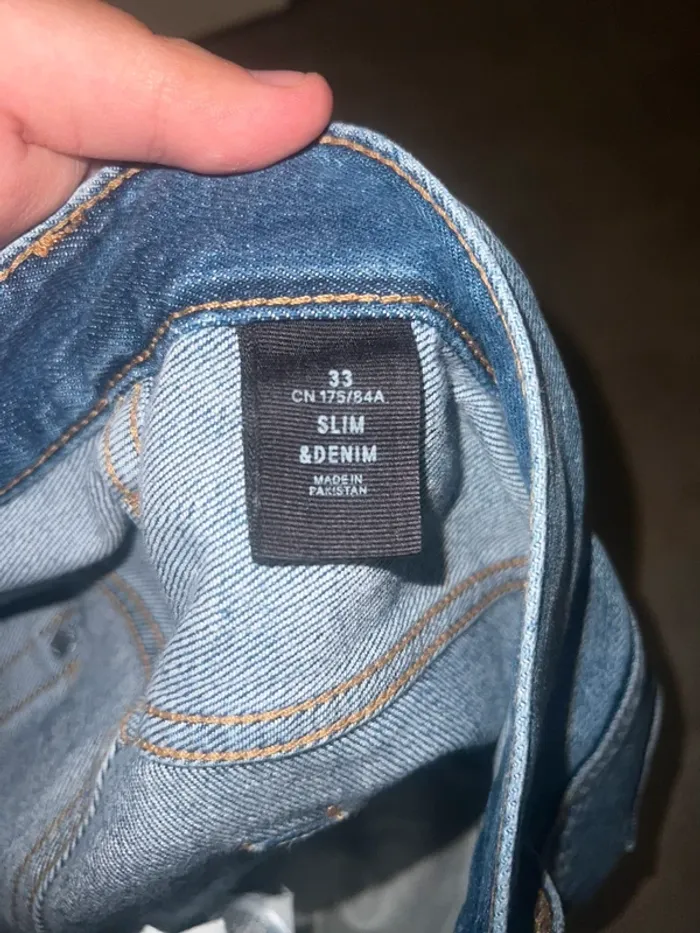 33
CN 175/84A
SLIM
&DENIM
MADE IN
PAKISTAN